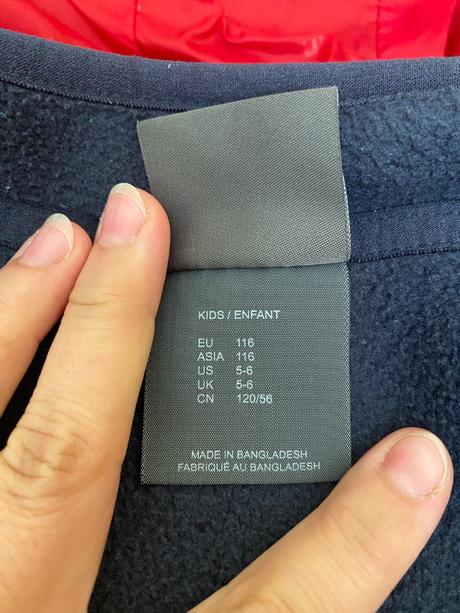 KIDS / ENFANT
EU 116
ASIA 116
US 5-6
UK 5-6
CN 120/56
MADE IN BANGLADESH
FABRIQUÉ AU BANGLADESH